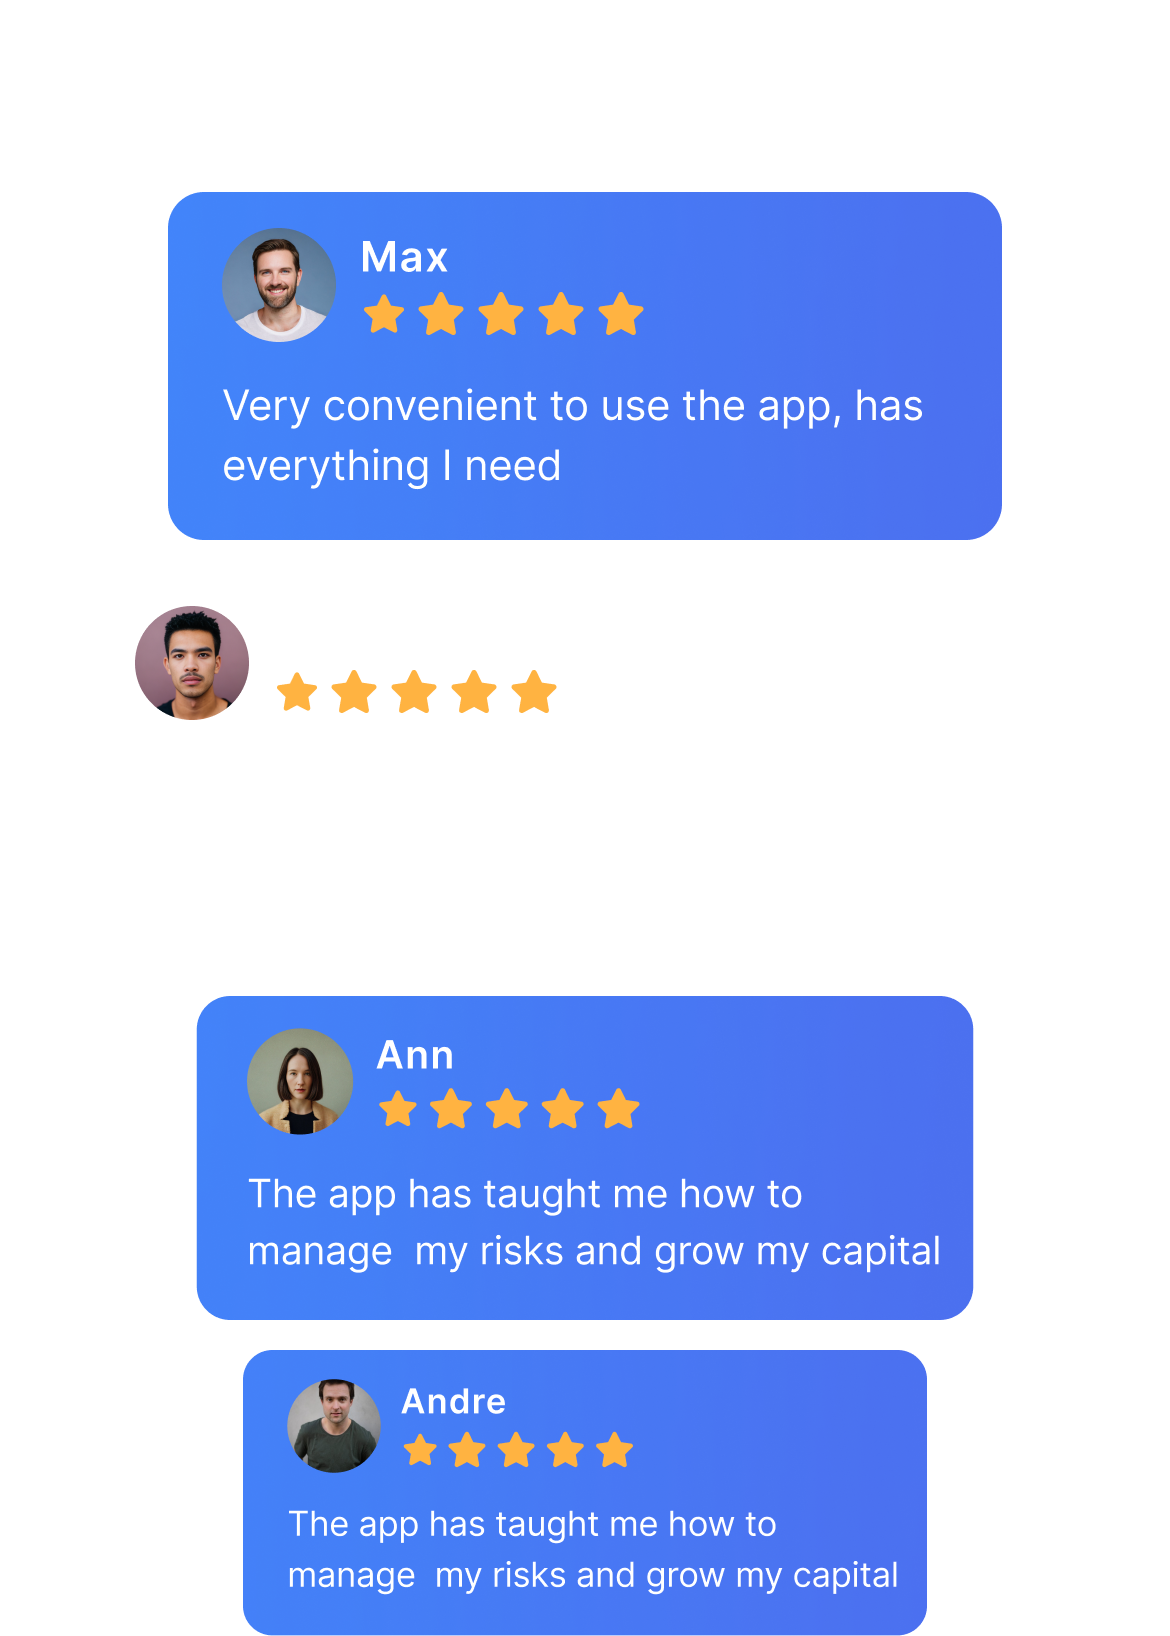 Max
Very convenient to use the app, has
everything I need
Ann
The app has taught me how to
manage  my risks and grow my capital
Andre
The app has taught me how to
manage  my risks and grow my capital